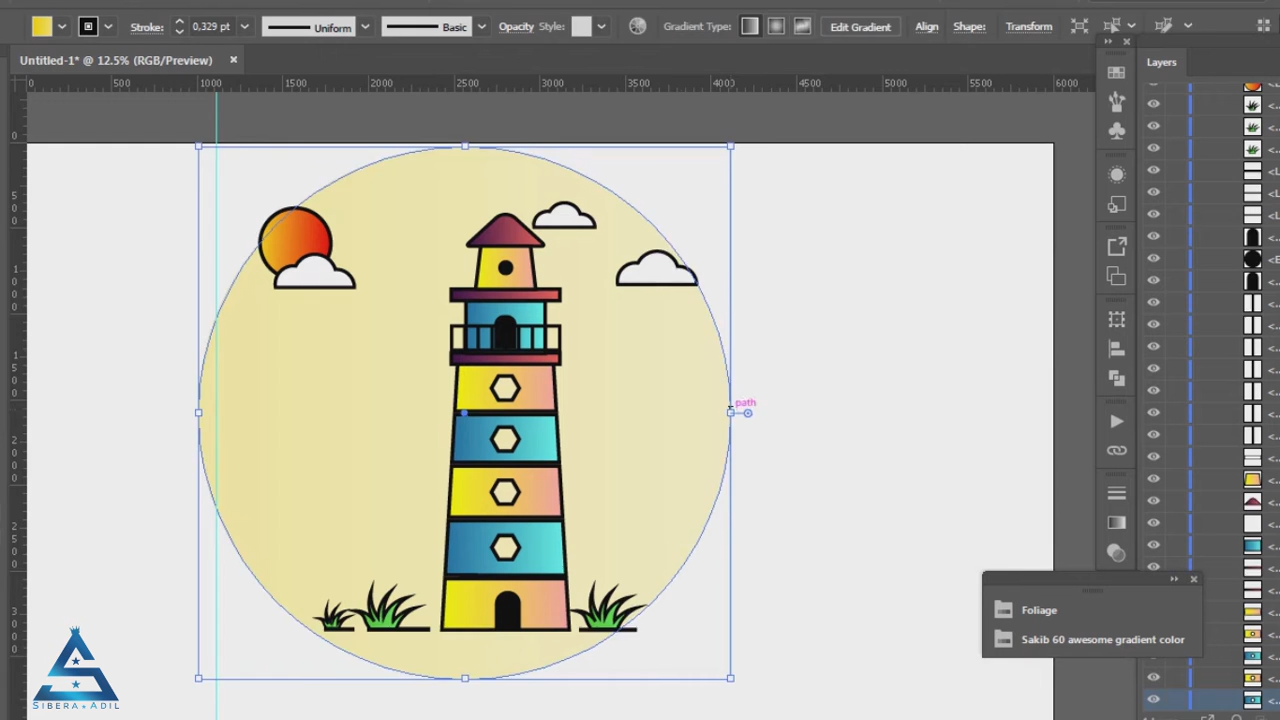 Stroke: 0,329 pt Uniform Basic Opacity Style: Gradient Type: Edit Gradient Align Shape: Transform
Untitled-1* @ 12.5% (RGB/Preview) ×
Layers
0 500 1000 1500 2000 2500 3000 3500 4000 4500 5000 5500 6000
path
Foliage
Sakib 60 awesome gradient color
SIBERA ADIL